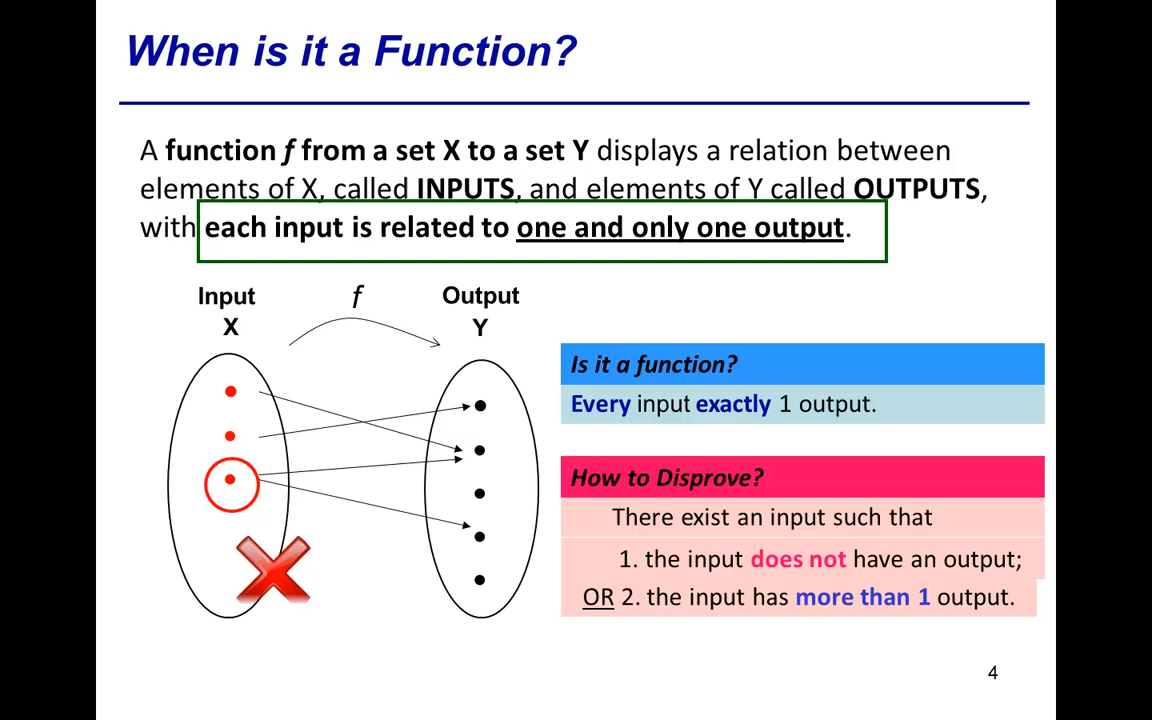 When is it a Function?
A function f from a set X to a set Y displays a relation between
elements of X, called INPUTS, and elements of Y called OUTPUTS,
with each input is related to one and only one output.
Input
X
f
Output
Y
Is it a function?
Every input exactly 1 output.
How to Disprove?
There exist an input such that
1. the input does not have an output;
OR 2. the input has more than 1 output.
4